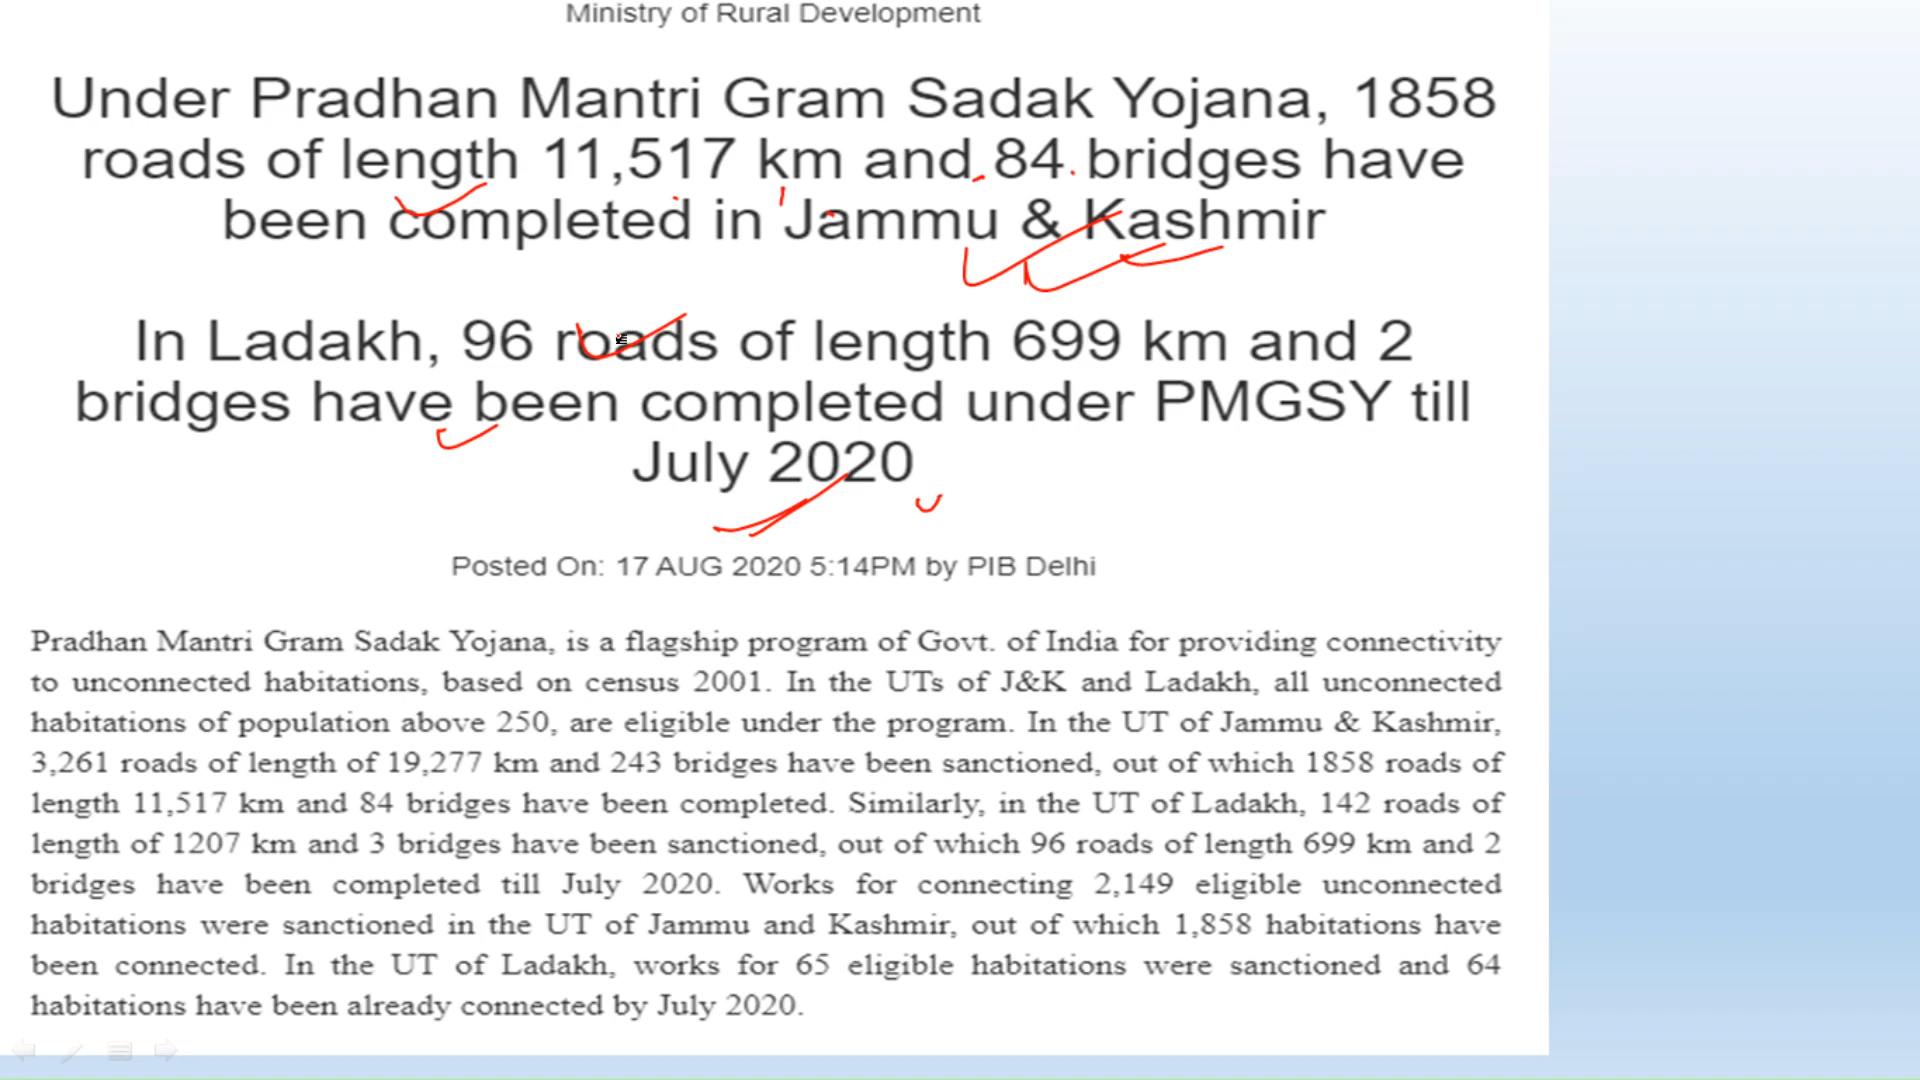 Ministry of Rural Development
Under Pradhan Mantri Gram Sadak Yojana, 1858
roads of length 11,517 km and 84 bridges have
been completed in Jammu & Kashmir
In Ladakh, 96 roads of length 699 km and 2
bridges have been completed under PMGSY till
July 2020
Posted On: 17 AUG 2020 5:14PM by PIB Delhi
Pradhan Mantri Gram Sadak Yojana, is a flagship program of Govt. of India for providing connectivity
to unconnected habitations, based on census 2001. In the UTs of J&K and Ladakh, all unconnected
habitations of population above 250, are eligible under the program. In the UT of Jammu & Kashmir,
3,261 roads of length of 19,277 km and 243 bridges have been sanctioned, out of which 1858 roads of
length 11,517 km and 84 bridges have been completed. Similarly, in the UT of Ladakh, 142 roads of
length of 1207 km and 3 bridges have been sanctioned, out of which 96 roads of length 699 km and 2
bridges have been completed till July 2020. Works for connecting 2,149 eligible unconnected
habitations were sanctioned in the UT of Jammu and Kashmir, out of which 1,858 habitations have
been connected. In the UT of Ladakh, works for 65 eligible habitations were sanctioned and 64
habitations have been already connected by July 2020.